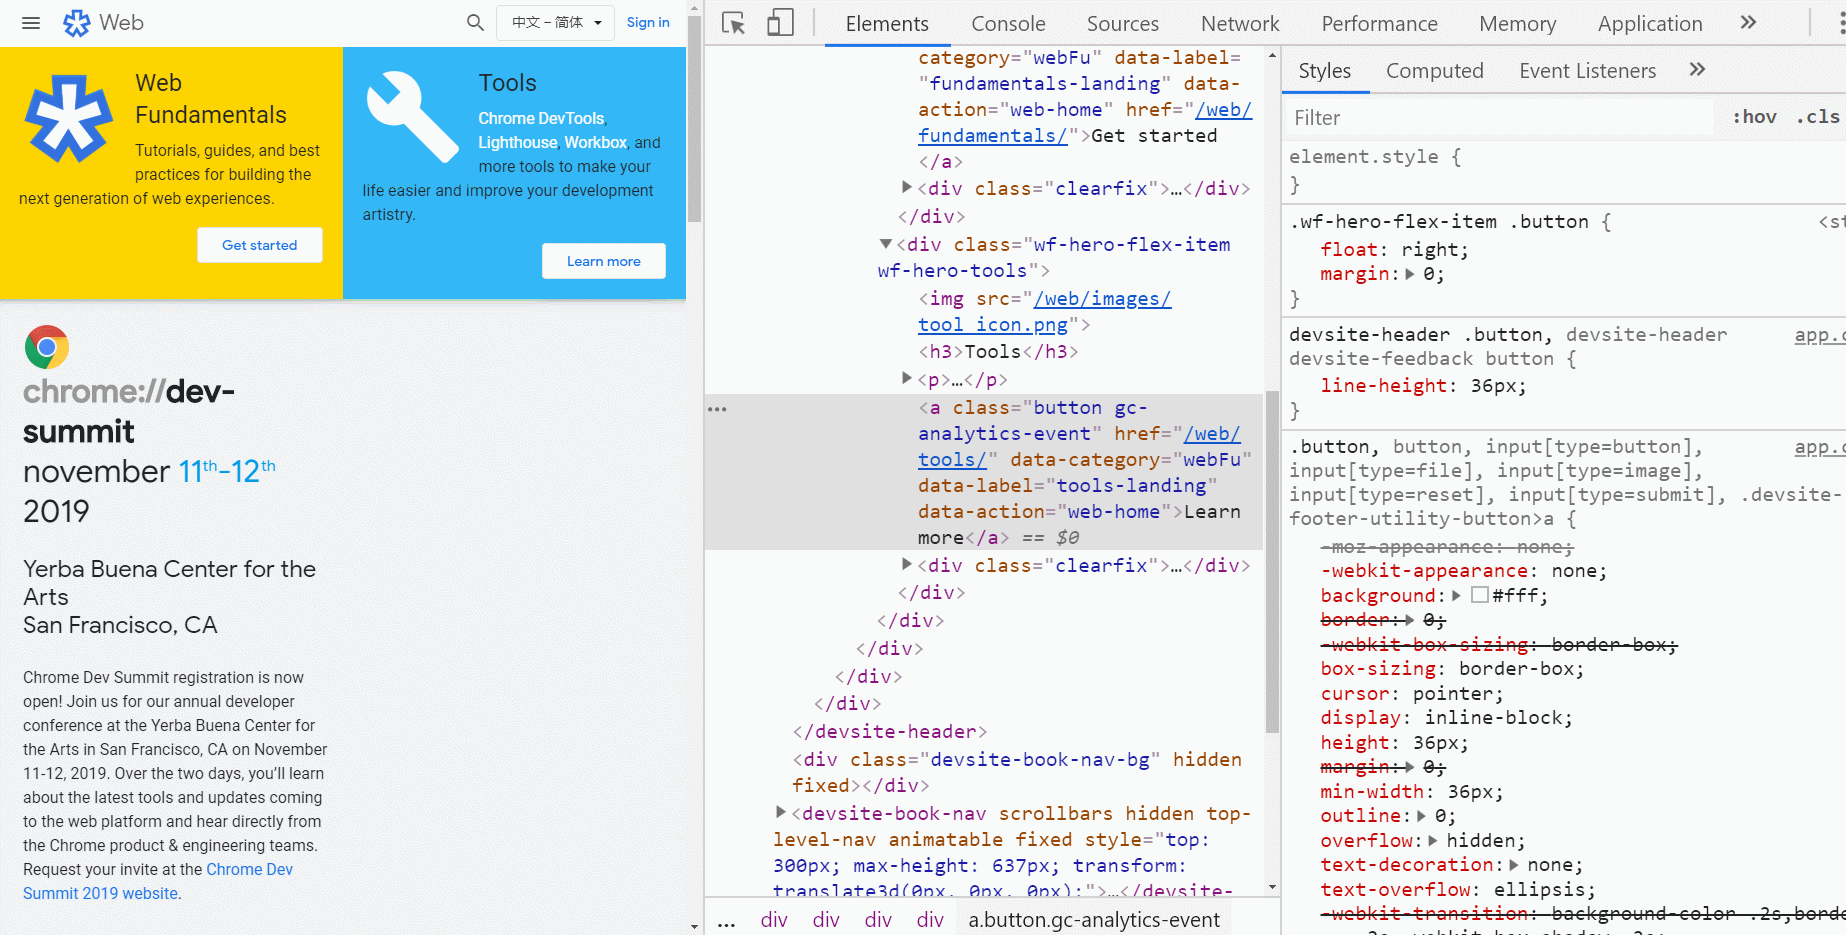 Web
中文 – 简体
Sign in
Web
Fundamentals
Tutorials, guides, and best
practices for building the
next generation of web experiences.
Get started
Tools
Chrome DevTools,
Lighthouse, Workbox, and
more tools to make your
life easier and improve your development
artistry.
Learn more
chrome://dev-
summit
november 11th-12th
2019
Yerba Buena Center for the
Arts
San Francisco, CA
Chrome Dev Summit registration is now
open! Join us for our annual developer
conference at the Yerba Buena Center for
the Arts in San Francisco, CA on November
11-12, 2019. Over the two days, you'll learn
about the latest tools and updates coming
to the web platform and hear directly from
the Chrome product & engineering teams.
Request your invite at the Chrome Dev
Summit 2019 website.
Elements Console Sources Network Performance Memory Application »
category="webFu" data-label=
"fundamentals-landing" data-
action="web-home" href="/web/
fundamentals/">Get started
</a>
<div class="clearfix">…</div>
</div>
<div class="wf-hero-flex-item
wf-hero-tools">
<img src="/web/images/
tool_icon.png">
<h3>Tools</h3>
<p>…</p>
<a class="button gc-
analytics-event" href="/web/
tools/" data-category="webFu"
data-label="tools-landing"
data-action="web-home">Learn
more</a> == $0
<div class="clearfix">…</div>
</div>
</div>
</div>
</div>
</div>
</devsite-header>
<div class="devsite-book-nav-bg" hidden
fixed></div>
<devsite-book-nav scrollbars hidden top-
level-nav animatable fixed style="top:
300px; max-height: 637px; transform:
translate3d(0px, 0px, 0px);">…</devsite-
... div div div div a.button.gc-analytics-event
Styles Computed Event Listeners »
Filter :hov .cls
element.style {
}
.wf-hero-flex-item .button { <st
float: right;
margin: 0;
}
devsite-header .button, devsite-header app.c
devsite-feedback button {
line-height: 36px;
}
.button, button, input[type=button], app.c
input[type=file], input[type=image],
input[type=reset], input[type=submit], .devsite-
footer-utility-button>a {
-moz-appearance: none;
-webkit-appearance: none;
background: #fff;
border: 0;
-webkit-box-sizing: border-box;
box-sizing: border-box;
cursor: pointer;
display: inline-block;
height: 36px;
margin: 0;
min-width: 36px;
outline: 0;
overflow: hidden;
text-decoration: none;
text-overflow: ellipsis;
-webkit-transition: background-color .2s,borde